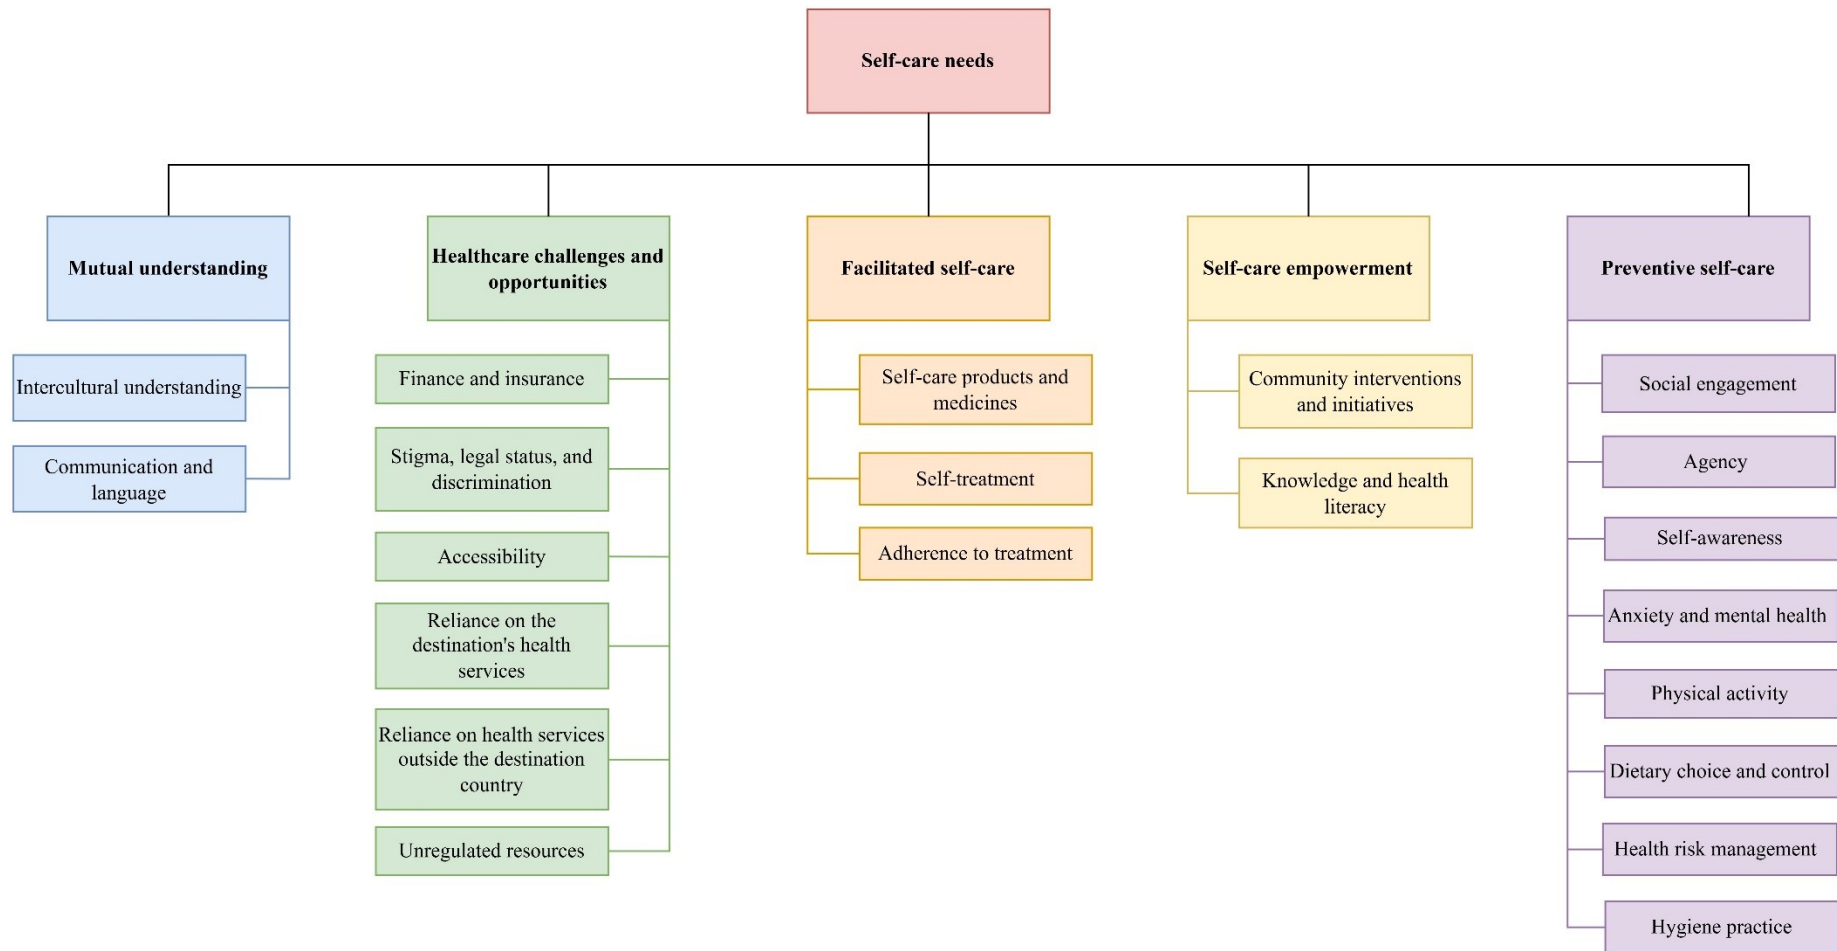 Self-care needs
Mutual understanding
Intercultural understanding
Communication and
language
Healthcare challenges and
opportunities
Finance and insurance
Stigma, legal status, and
discrimination
Accessibility
Reliance on the
destination's health
services
Reliance on health services
outside the destination
country
Unregulated resources
Facilitated self-care
Self-care products and
medicines
Self-treatment
Adherence to treatment
Self-care empowerment
Community interventions
and initiatives
Knowledge and health
literacy
Preventive self-care
Social engagement
Agency
Self-awareness
Anxiety and mental health
Physical activity
Dietary choice and control
Health risk management
Hygiene practice